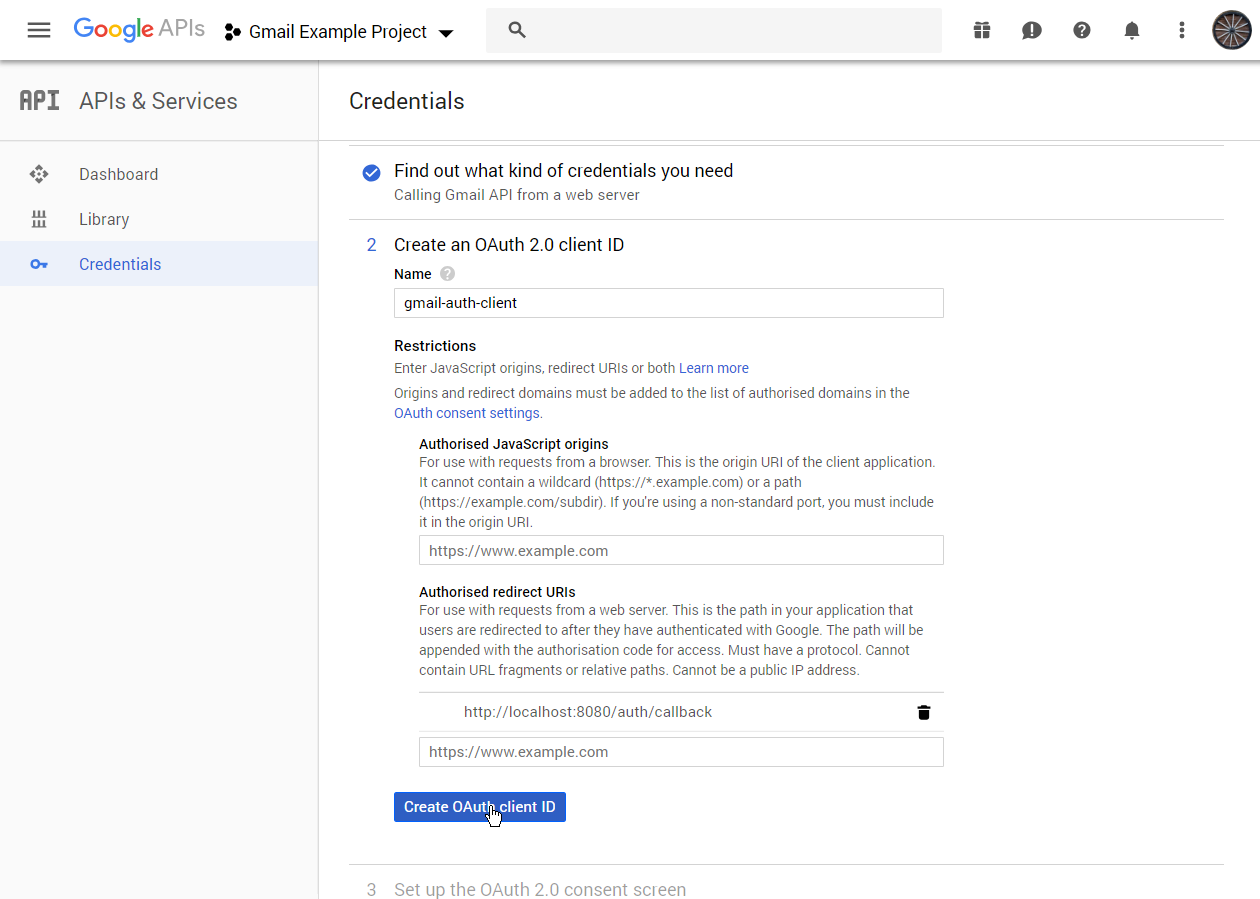 Google APIs
Gmail Example Project
API APIs & Services
Credentials
Dashboard
Library
Credentials
Find out what kind of credentials you need
Calling Gmail API from a web server
2 Create an OAuth 2.0 client ID
Name
gmail-auth-client
Restrictions
Enter JavaScript origins, redirect URIs or both Learn more
Origins and redirect domains must be added to the list of authorised domains in the
OAuth consent settings.
Authorised JavaScript origins
For use with requests from a browser. This is the origin URI of the client application.
It cannot contain a wildcard (https://*.example.com) or a path
(https://example.com/subdir). If you're using a non-standard port, you must include
it in the origin URI.
https://www.example.com
Authorised redirect URIs
For use with requests from a web server. This is the path in your application that
users are redirected to after they have authenticated with Google. The path will be
appended with the authorisation code for access. Must have a protocol. Cannot
contain URL fragments or relative paths. Cannot be a public IP address.
http://localhost:8080/auth/callback
https://www.example.com
Create OAuth client ID
3 Set up the OAuth 2.0 consent screen